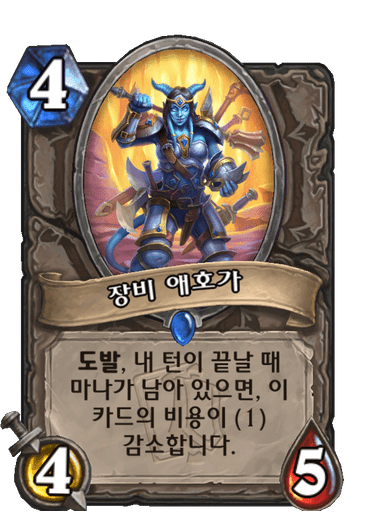 4
장비 애호가
도발, 내 턴이 끝날 때
마나가 남아 있으면, 이
카드의 비용이 (1)
감소합니다.
4
5